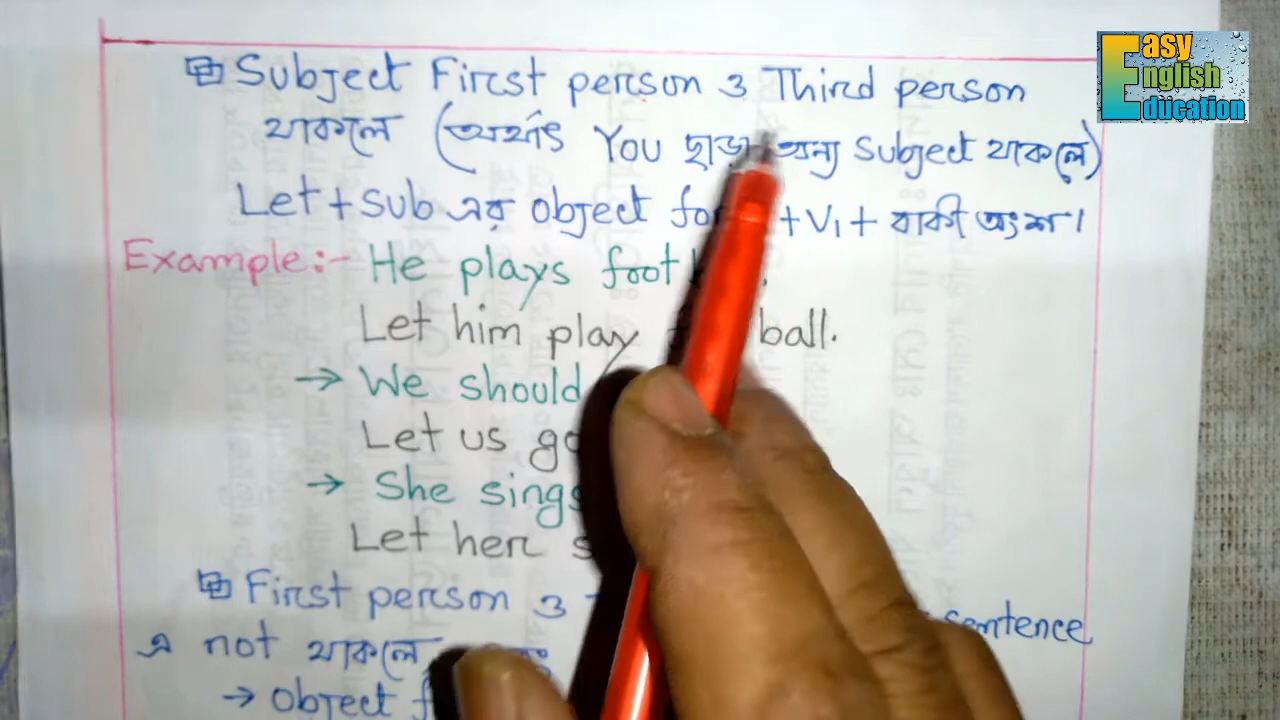 Easy
English
Education
Subject First person ও Third person
থাকলে (অর্থাৎ You ছাড়া অন্য Subject থাকলে)
Let + Sub এর object +V1 + বাকী অংশ।
Example:- He plays
Let him play ball.
→ We should
Let us
→ She sings
Let her
First person ও sentence
এ not থাকলে,
→ Object